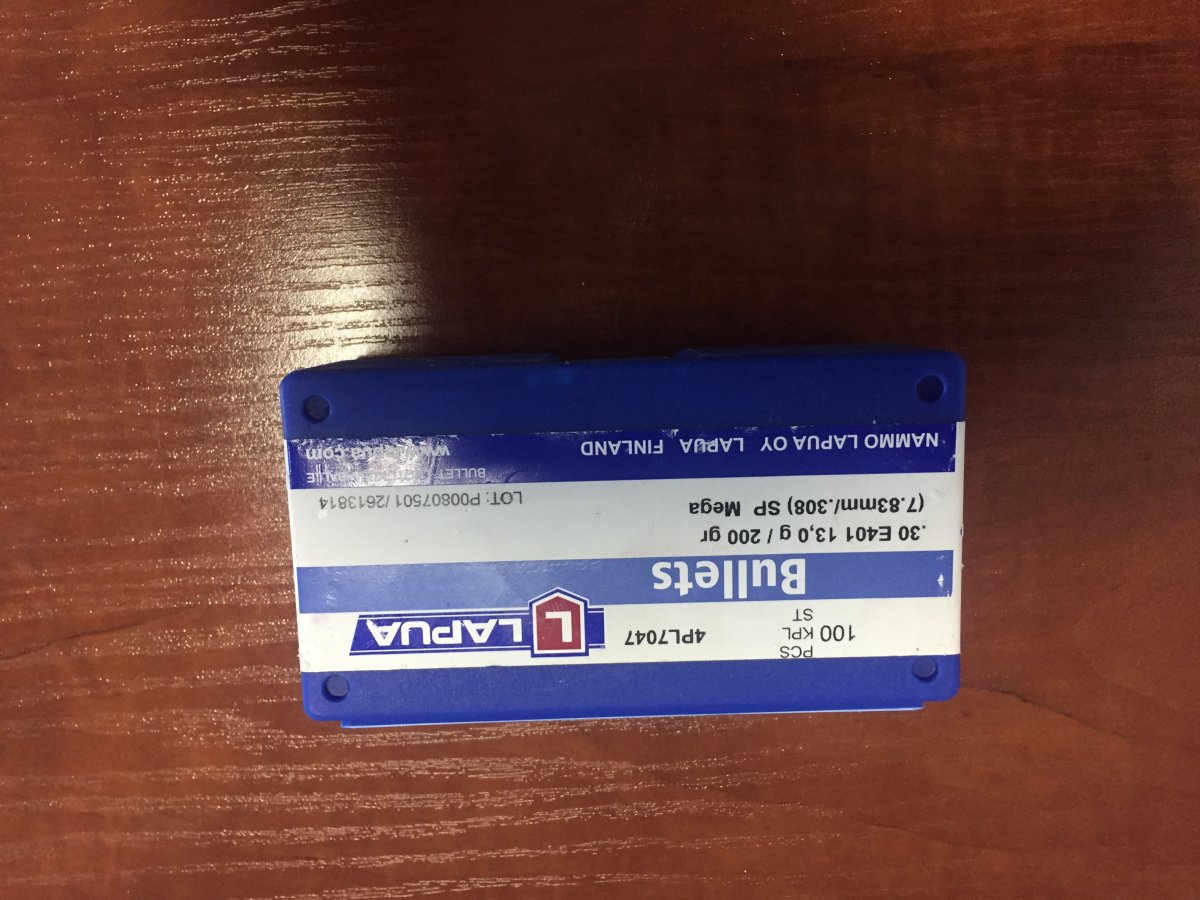 PCS
100 KPL
ST
4PL7047
L LAPUA
Bullets
.30 E401 13,0 g / 200 gr
(7.83mm/.308) SP Mega
LOT: P00807501 /2613814
BULLET
NAMMO LAPUA OY LAPUA FINLAND